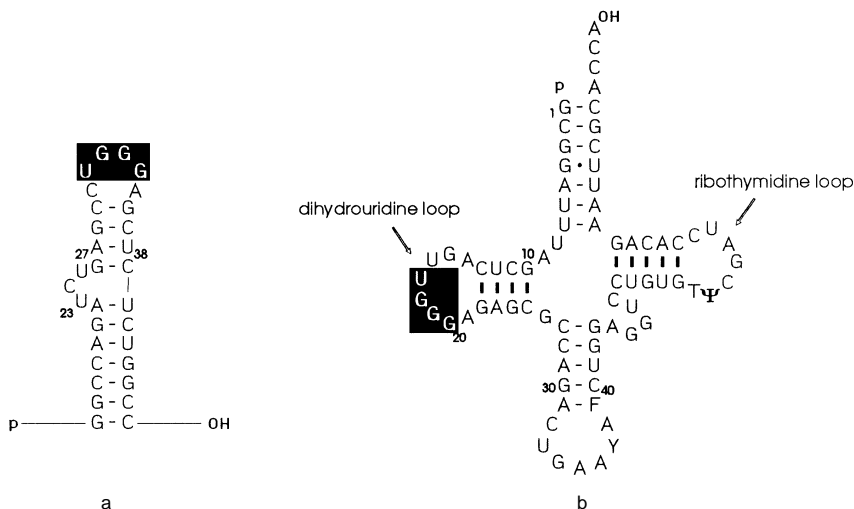 G G
U G
C A
C - G
G - C
27 A - U 38
G C
U
C
23 U
A - U
G - C
A - U
C - G
C - G
G - C
P G - C OH
a
OH
A
C
C
P A
1 G - C
C - G
G - C
G · U
A - U
U - A
U - A
U
dihydrouridine loop
ribothymidine loop
U G A C U C G 10 A
U
G
G
G 20 A G A G C G
G A C A C C U A G C Ψ T G U G U C
C U G G A
C - G
C - G
A - U
30 G - C 40
A - F
C A
U Y
G A A
b